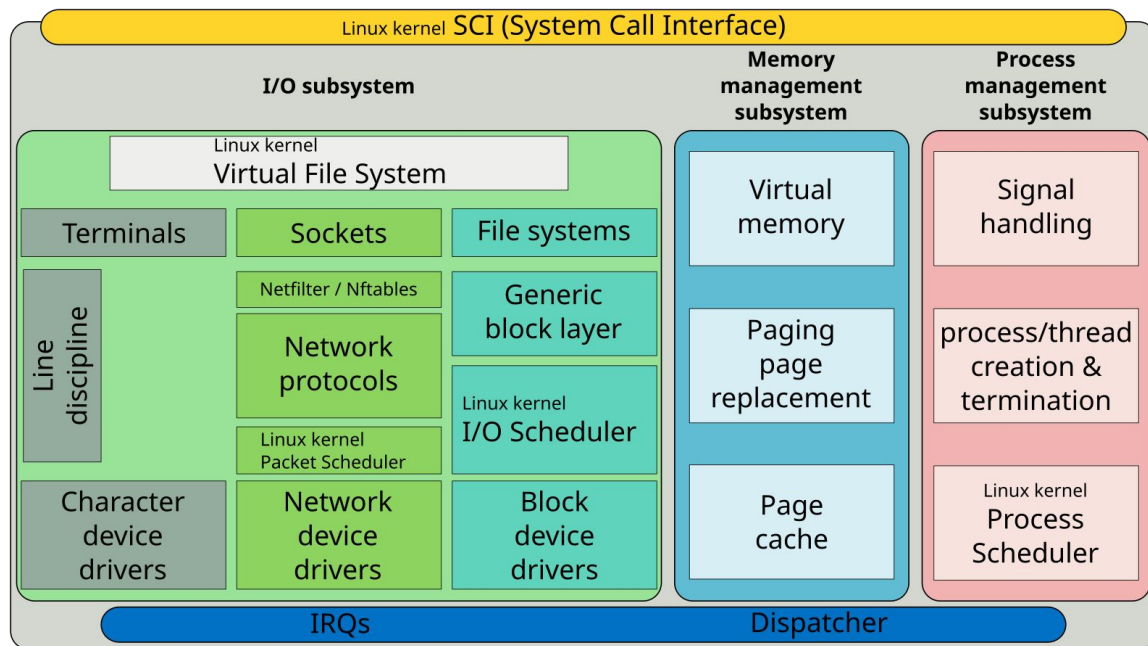 Linux kernel SCI (System Call Interface)
I/O subsystem
Memory
management
subsystem
Process
management
subsystem
Linux kernel
Virtual File System
Terminals
Sockets
File systems
Line
discipline
Netfilter / Nftables
Network
protocols
Linux kernel
Packet Scheduler
Generic
block layer
Linux kernel
I/O Scheduler
Character
device
drivers
Network
device
drivers
Block
device
drivers
Virtual
memory
Paging
page
replacement
Page
cache
Signal
handling
process/thread
creation &
termination
Linux kernel
Process
Scheduler
IRQs
Dispatcher